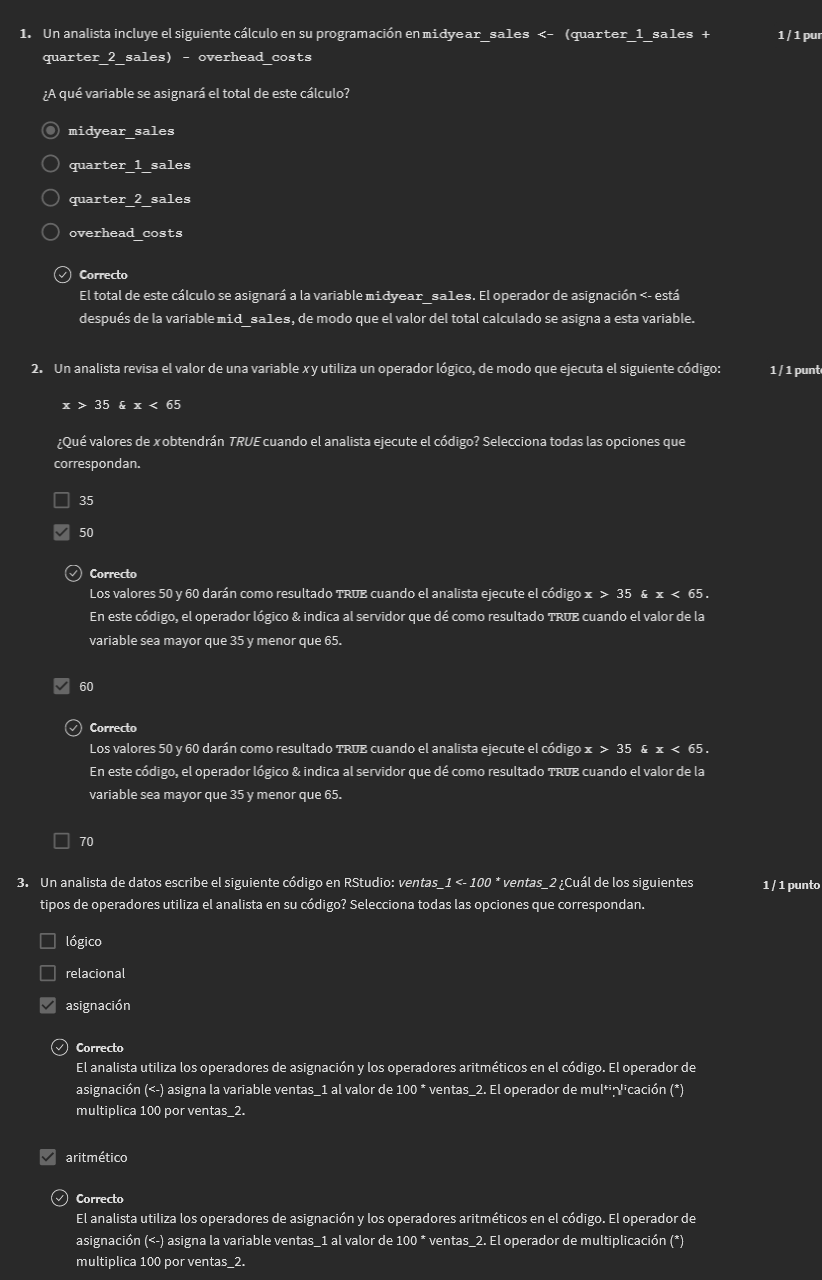 1. Un analista incluye el siguiente cálculo en su programación en midyear_sales <- (quarter_1_sales + 1 / 1 pun
quarter_2_sales) - overhead_costs
¿A qué variable se asignará el total de este cálculo?
midyear_sales
quarter_1_sales
quarter_2_sales
overhead_costs
Correcto
El total de este cálculo se asignará a la variable midyear_sales. El operador de asignación <- está
después de la variable mid_sales, de modo que el valor del total calculado se asigna a esta variable.
2. Un analista revisa el valor de una variable x y utiliza un operador lógico, de modo que ejecuta el siguiente código: 1 / 1 punto
x > 35 & x < 65
¿Qué valores de x obtendrán TRUE cuando el analista ejecute el código? Selecciona todas las opciones que
correspondan.
35
50
Correcto
Los valores 50 y 60 darán como resultado TRUE cuando el analista ejecute el código x > 35 & x < 65.
En este código, el operador lógico & indica al servidor que dé como resultado TRUE cuando el valor de la
variable sea mayor que 35 y menor que 65.
60
Correcto
Los valores 50 y 60 darán como resultado TRUE cuando el analista ejecute el código x > 35 & x < 65.
En este código, el operador lógico & indica al servidor que dé como resultado TRUE cuando el valor de la
variable sea mayor que 35 y menor que 65.
70
3. Un analista de datos escribe el siguiente código en RStudio: ventas_1 <- 100 * ventas_2 ¿Cuál de los siguientes 1 / 1 punto
tipos de operadores utiliza el analista en su código? Selecciona todas las opciones que correspondan.
lógico
relacional
asignación
Correcto
El analista utiliza los operadores de asignación y los operadores aritméticos en el código. El operador de
asignación (<-) asigna la variable ventas_1 al valor de 100 * ventas_2. El operador de multiplicación (*)
multiplica 100 por ventas_2.
aritmético
Correcto
El analista utiliza los operadores de asignación y los operadores aritméticos en el código. El operador de
asignación (<-) asigna la variable ventas_1 al valor de 100 * ventas_2. El operador de multiplicación (*)
multiplica 100 por ventas_2.